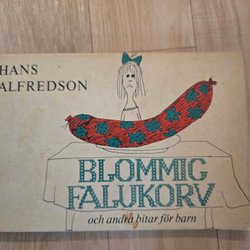 HANS
ALFREDSON
BLOMMIG
FALUKORV
och andra bitar för barn